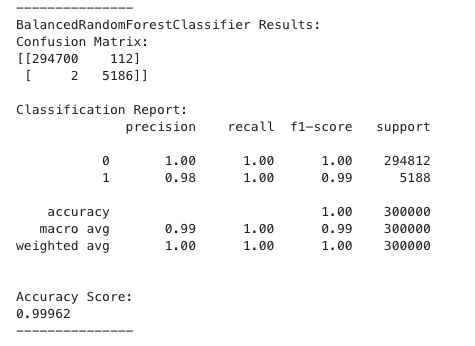 ---------------
BalancedRandomForestClassifier Results:
Confusion Matrix:
[[294700    112]
 [     2   5186]]
Classification Report:
              precision    recall  f1-score   support
           0       1.00      1.00      1.00    294812
           1       0.98      1.00      0.99      5188
    accuracy                           1.00    300000
   macro avg       0.99      1.00      0.99    300000
weighted avg       1.00      1.00      1.00    300000
Accuracy Score:
0.99962
---------------